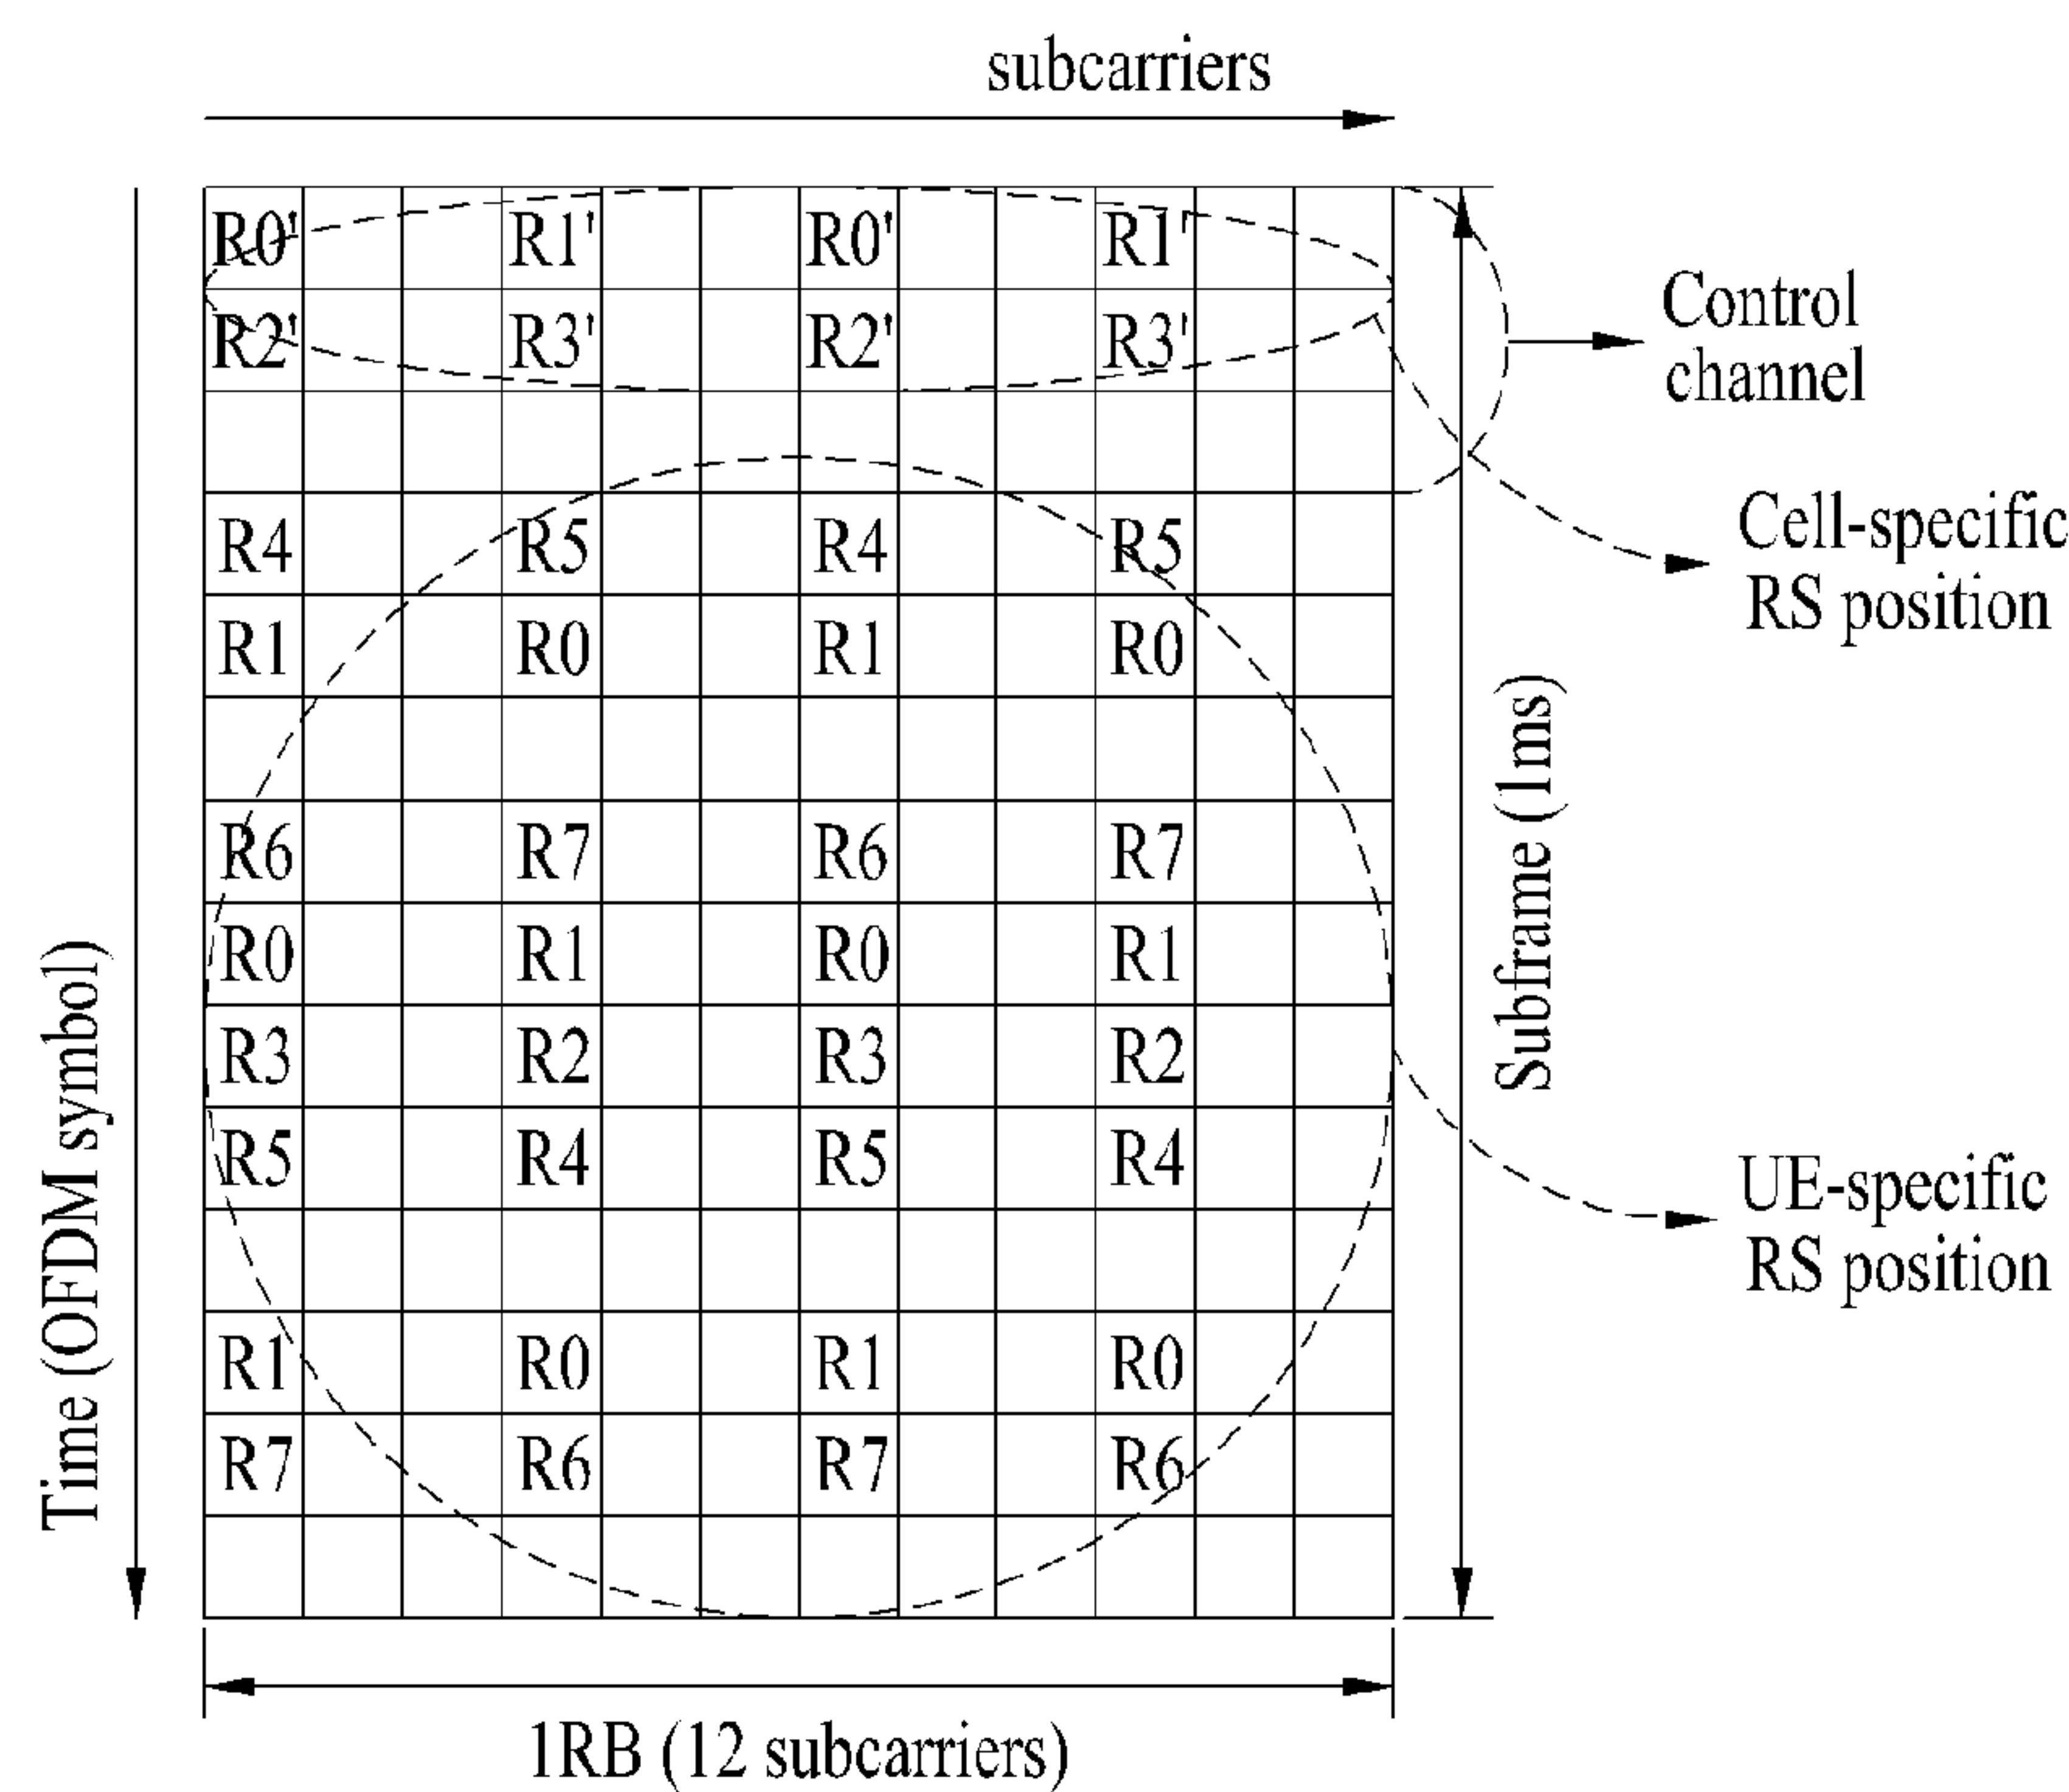 subcarriers
R0' R1' R0' R1'
R2' R3' R2' R3'
Control
channel
R4 R5 R4 R5
Cell-specific
RS position
R1 R0 R1 R0
R6 R7 R6 R7
R0 R1 R0 R1
R3 R2 R3 R2
R5 R4 R5 R4
Subframe (1ms)
UE-specific
RS position
Time (OFDM symbol)
R1 R0 R1 R0
R7 R6 R7 R6
1RB (12 subcarriers)